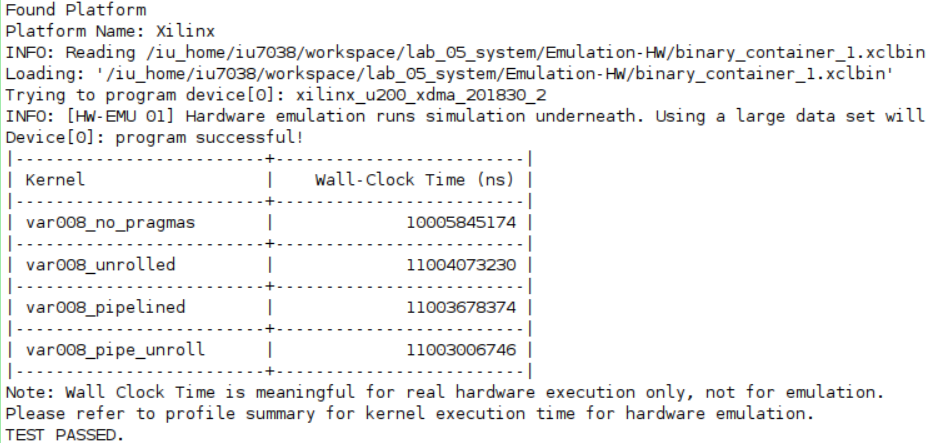 Found Platform
Platform Name: Xilinx
INFO: Reading /iu_home/iu7038/workspace/lab_05_system/Emulation-HW/binary_container_1.xclbin
Loading: '/iu_home/iu7038/workspace/lab_05_system/Emulation-HW/binary_container_1.xclbin'
Trying to program device[0]: xilinx_u200_xdma_201830_2
INFO: [HW-EMU 01] Hardware emulation runs simulation underneath. Using a large data set will
Device[0]: program successful!
|-------------------------+-------------------------|
| Kernel                  |    Wall-Clock Time (ns) |
|-------------------------+-------------------------|
| var008_no_pragmas       |             10005845174 |
|-------------------------+-------------------------|
| var008_unrolled         |             11004073230 |
|-------------------------+-------------------------|
| var008_pipelined        |             11003678374 |
|-------------------------+-------------------------|
| var008_pipe_unroll      |             11003006746 |
|-------------------------+-------------------------|
Note: Wall Clock Time is meaningful for real hardware execution only, not for emulation.
Please refer to profile summary for kernel execution time for hardware emulation.
TEST PASSED.